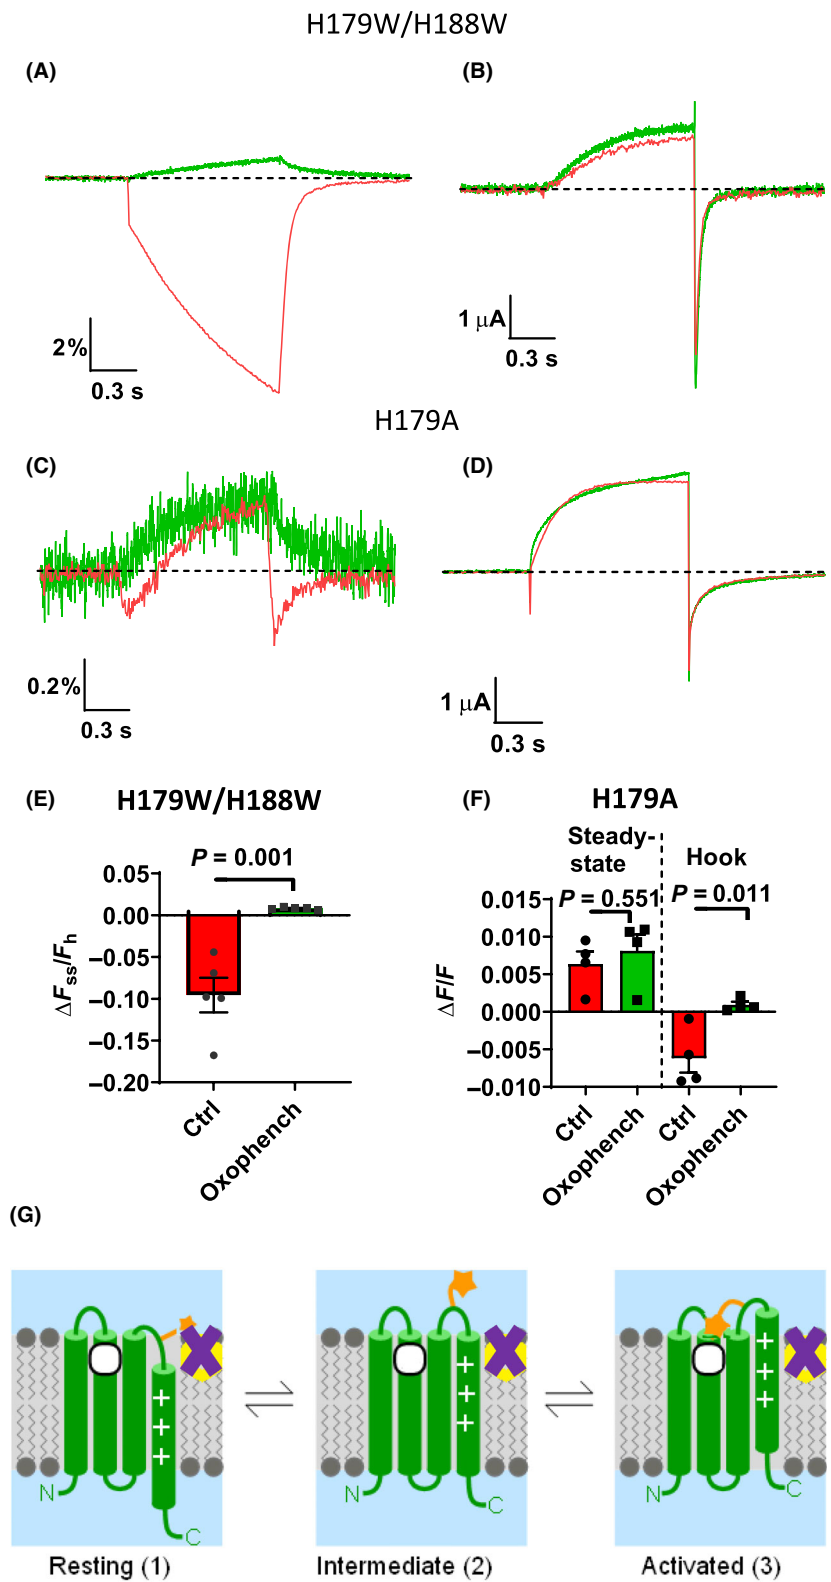 H179W/H188W
(A)
(B)
2%
0.3 s
1 μA
0.3 s
H179A
(C)
(D)
0.2%
0.3 s
1 μA
0.3 s
(E)
H179W/H188W
P = 0.001
0.05
0.00
−0.05
−0.10
−0.15
−0.20
ΔFss/Fh
Ctrl
Oxophench
(F)
H179A
Steady-
state
Hook
P = 0.551
P = 0.011
0.015
0.010
0.005
0.000
−0.005
−0.010
ΔF/F
Ctrl
Oxophench
Ctrl
Oxophench
(G)
+
+
+
N
C
Resting (1)
+
+
+
N
C
Intermediate (2)
+
+
+
N
C
Activated (3)